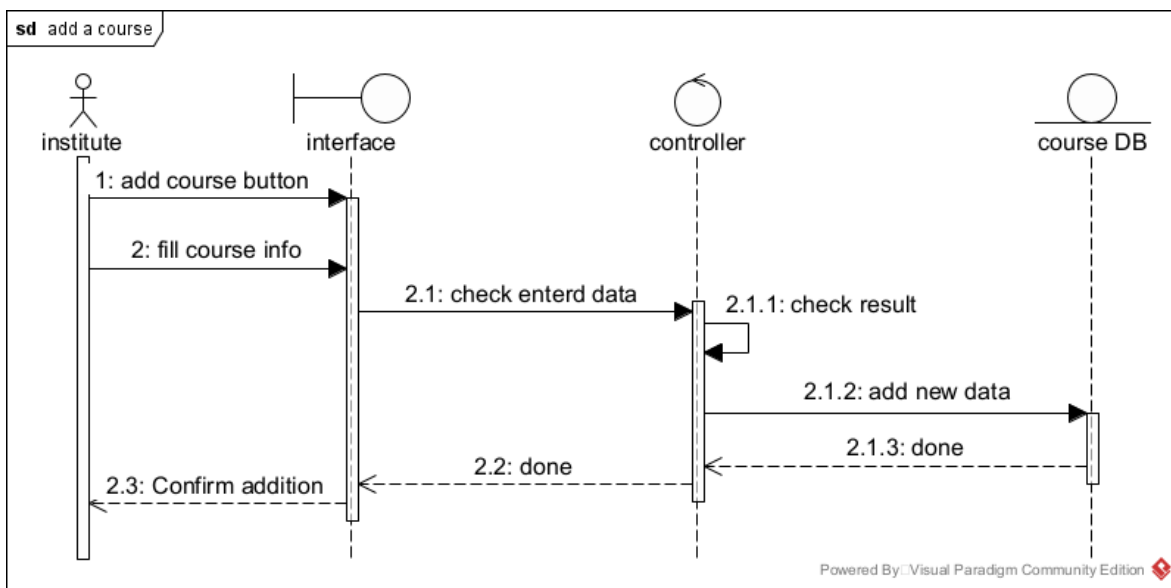 sd add a course
institute
interface
controller
course DB
1: add course button
2: fill course info
2.1: check enterd data
2.1.1: check result
2.1.2: add new data
2.1.3: done
2.2: done
2.3: Confirm addition
Powered By Visual Paradigm Community Edition